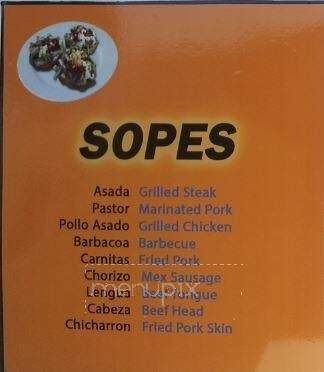 SOPES
Asada Grilled Steak
Pastor Marinated Pork
Pollo Asado Grilled Chicken
Barbacoa Barbecue
Carnitas Fried Pork
Chorizo Mex Sausage
menupix
Lengua Beef Tongue
Cabeza Beef Head
Chicharron Fried Pork Skin